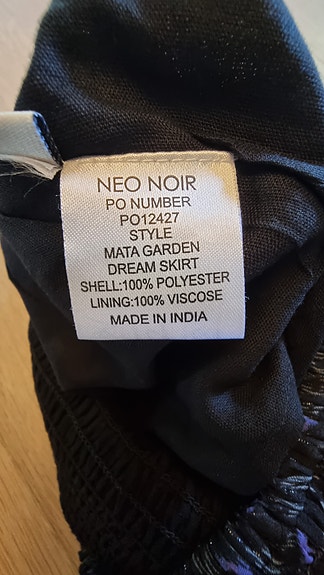 NEO NOIR
PO NUMBER
PO12427
STYLE
MATA GARDEN
DREAM SKIRT
SHELL:100% POLYESTER
LINING:100% VISCOSE
MADE IN INDIA